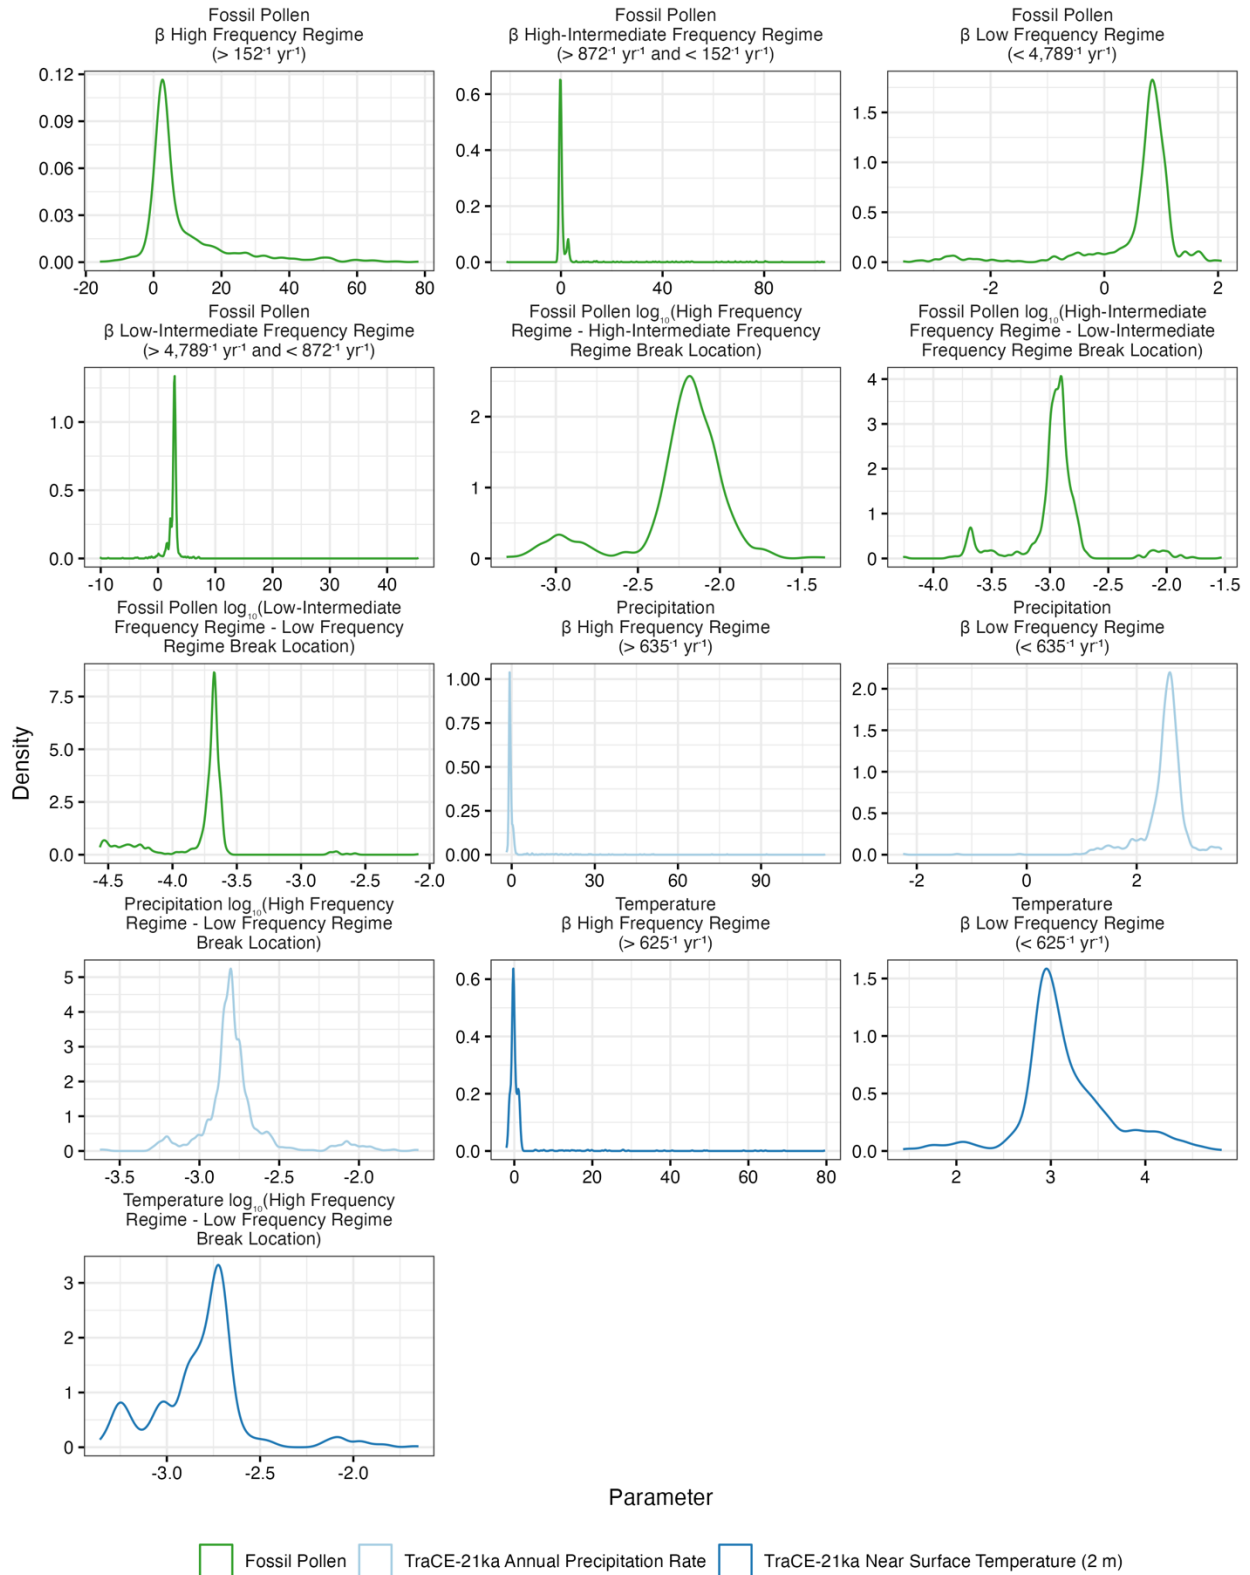 Fossil Pollen
β High Frequency Regime
(> 152⁻¹ yr⁻¹)
Fossil Pollen
β High-Intermediate Frequency Regime
(> 872⁻¹ yr⁻¹ and < 152⁻¹ yr⁻¹)
Fossil Pollen
β Low Frequency Regime
(< 4,789⁻¹ yr⁻¹)
0.12
0.09
0.06
0.03
0.00
-20 0 20 40 60 80
0.6
0.4
0.2
0.0
0 40 80
1.5
1.0
0.5
0.0
-2 0 2
Fossil Pollen
β Low-Intermediate Frequency Regime
(> 4,789⁻¹ yr⁻¹ and < 872⁻¹ yr⁻¹)
Fossil Pollen log₁₀(High Frequency
Regime - High-Intermediate Frequency
Regime Break Location)
Fossil Pollen log₁₀(High-Intermediate
Frequency Regime - Low-Intermediate
Frequency Regime Break Location)
1.0
0.5
0.0
-10 0 10 20 30 40
2
1
0
-3.0 -2.5 -2.0 -1.5
4
3
2
1
0
-4.0 -3.5 -3.0 -2.5 -2.0 -1.5
Fossil Pollen log₁₀(Low-Intermediate
Frequency Regime - Low Frequency
Regime Break Location)
Precipitation
β High Frequency Regime
(> 635⁻¹ yr⁻¹)
Precipitation
β Low Frequency Regime
(< 635⁻¹ yr⁻¹)
7.5
5.0
2.5
0.0
-4.5 -4.0 -3.5 -3.0 -2.5 -2.0
1.00
0.75
0.50
0.25
0.00
0 30 60 90
2.0
1.5
1.0
0.5
0.0
-2 0 2
Density
Precipitation log₁₀(High Frequency
Regime - Low Frequency Regime
Break Location)
Temperature
β High Frequency Regime
(> 625⁻¹ yr⁻¹)
Temperature
β Low Frequency Regime
(< 625⁻¹ yr⁻¹)
5
4
3
2
1
0
-3.5 -3.0 -2.5 -2.0
0.6
0.4
0.2
0.0
0 20 40 60 80
1.5
1.0
0.5
0.0
2 3 4
Temperature log₁₀(High Frequency
Regime - Low Frequency Regime
Break Location)
3
2
1
0
-3.0 -2.5 -2.0
Parameter
Fossil Pollen TraCE-21ka Annual Precipitation Rate TraCE-21ka Near Surface Temperature (2 m)